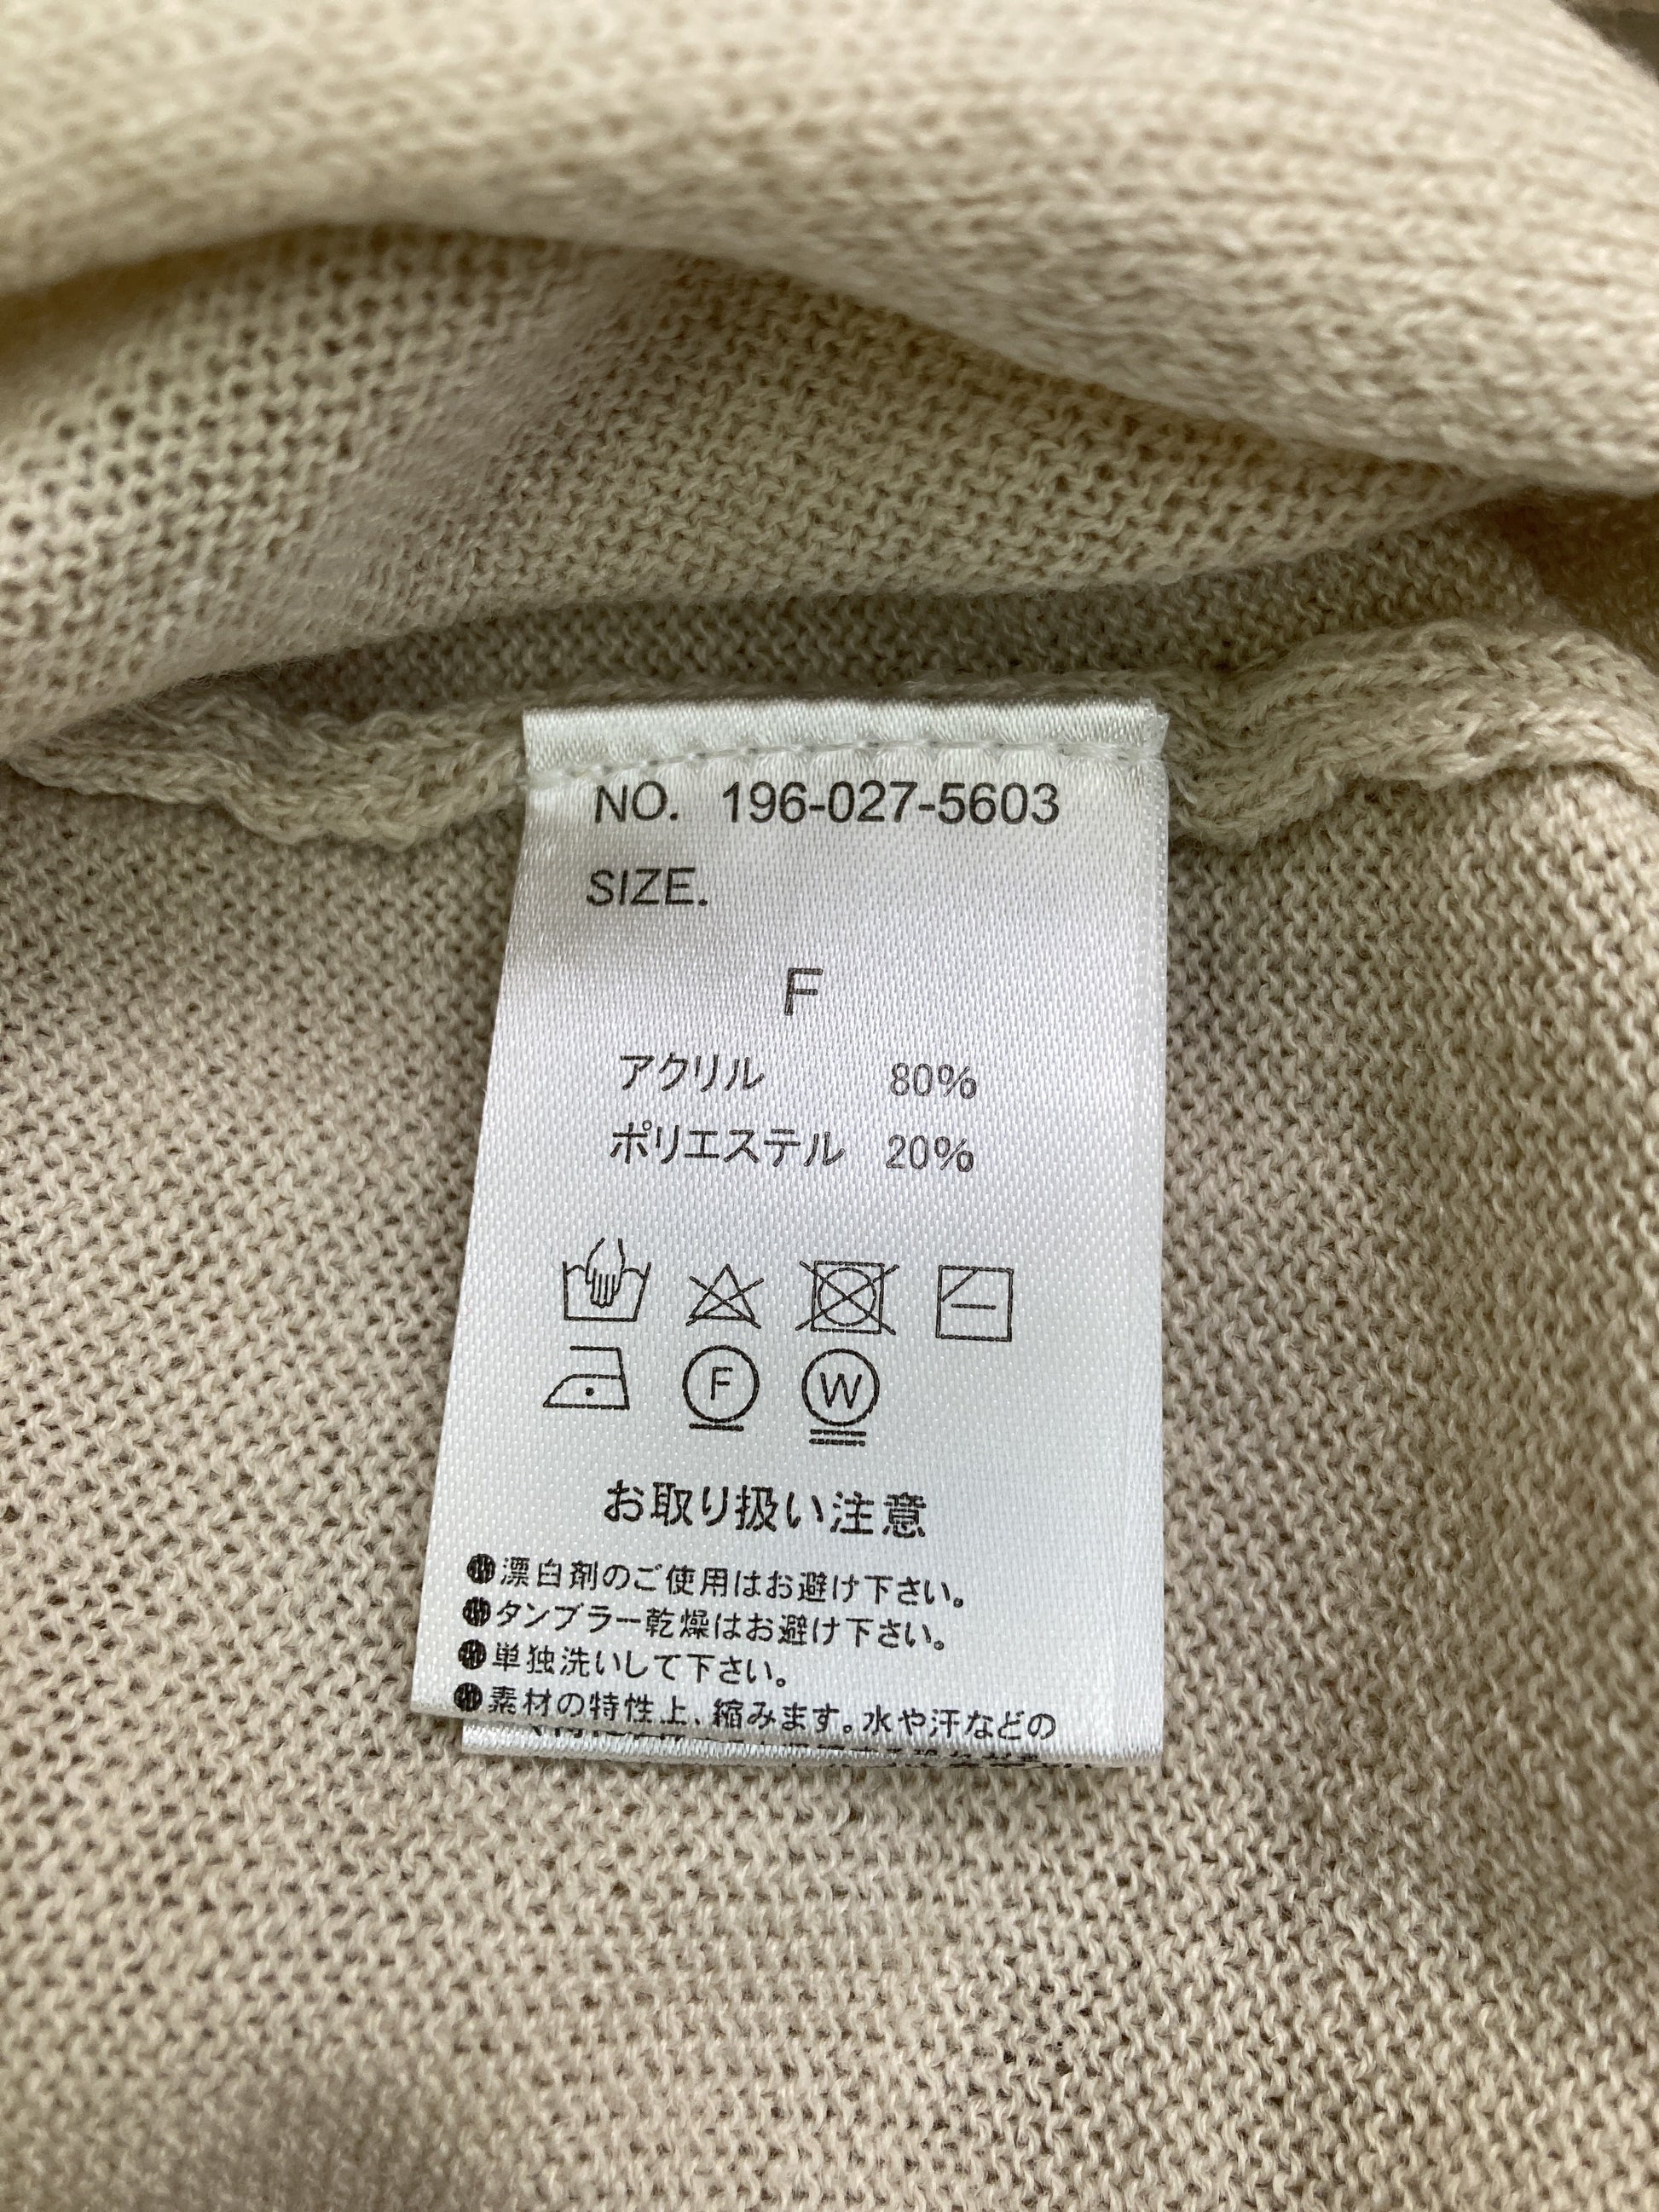 NO. 196-027-5603
SIZE.
F
アクリル 80%
ポリエステル 20%
F W
お取り扱い注意
●漂白剤のご使用はお避け下さい。
●タンブラー乾燥はお避け下さい。
●単独洗いして下さい。
●素材の特性上、縮みます。水や汗などの